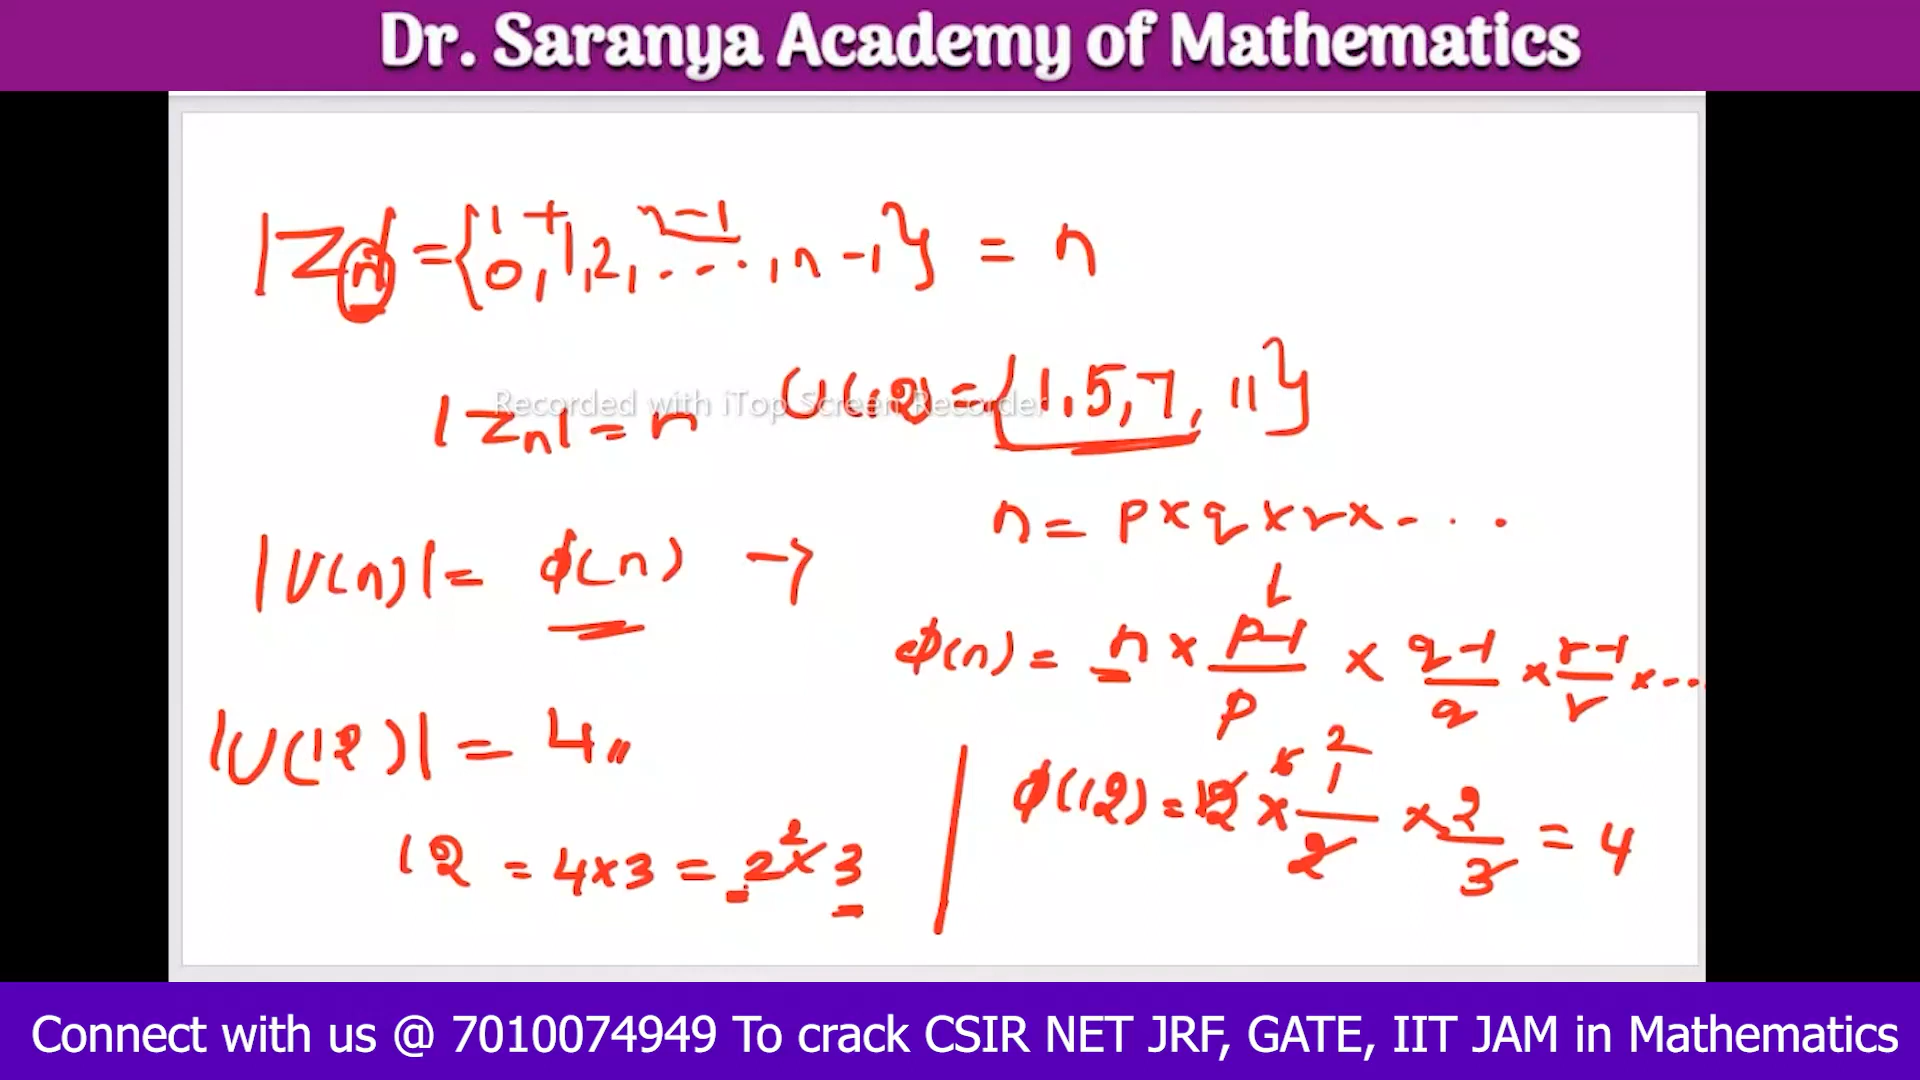 Dr. Saranya Academy of Mathematics
1 + n-1
|Zn| = {0, 1, 2, ..., n-1} = n
U(12) = {1, 5, 7, 11}
Recorded with iTop Screen Recorder
|Zn| = n
n = p × q × r × ....
|U(n)| = ϕ(n) →
ϕ(n) = n × p-1/p × q-1/q × r-1/r × ...
|U(12)| = 4
ϕ(12) = 12 × 1/2 × 2/3 = 4
12 = 4×3 = 2² × 3
Connect with us @ 7010074949 To crack CSIR NET JRF, GATE, IIT JAM in Mathematics